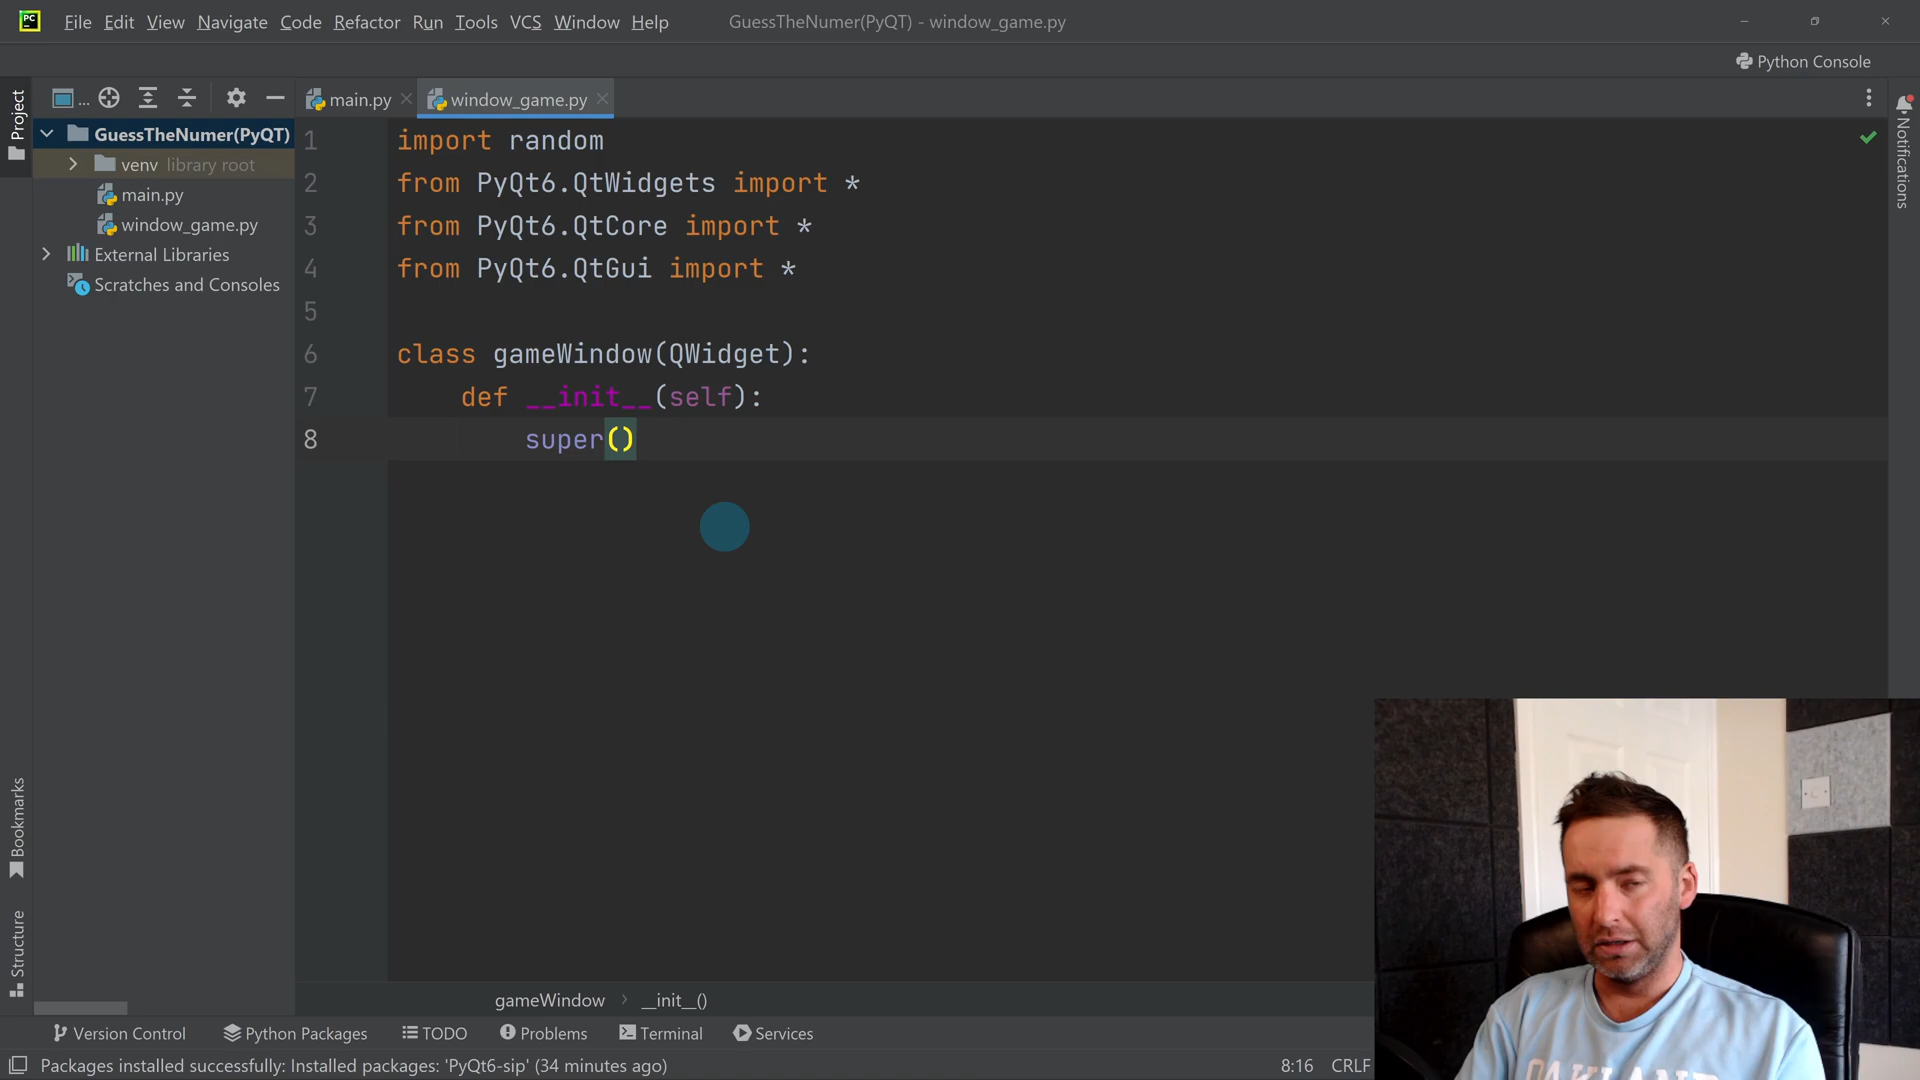 PC File Edit View Navigate Code Refactor Run Tools VCS Window Help GuessTheNumer(PyQT) - window_game.py
Python Console
Project
...
main.py
window_game.py
Notifications
GuessTheNumer(PyQT)
venv library root
main.py
window_game.py
External Libraries
Scratches and Consoles
1 import random
2 from PyQt6.QtWidgets import *
3 from PyQt6.QtCore import *
4 from PyQt6.QtGui import *
5
6 class gameWindow(QWidget):
7 def __init__(self):
8 super()
Bookmarks
Structure
gameWindow › __init__()
Version Control Python Packages TODO Problems Terminal Services
Packages installed successfully: Installed packages: 'PyQt6-sip' (34 minutes ago) 8:16 CRLF
OAKLAND